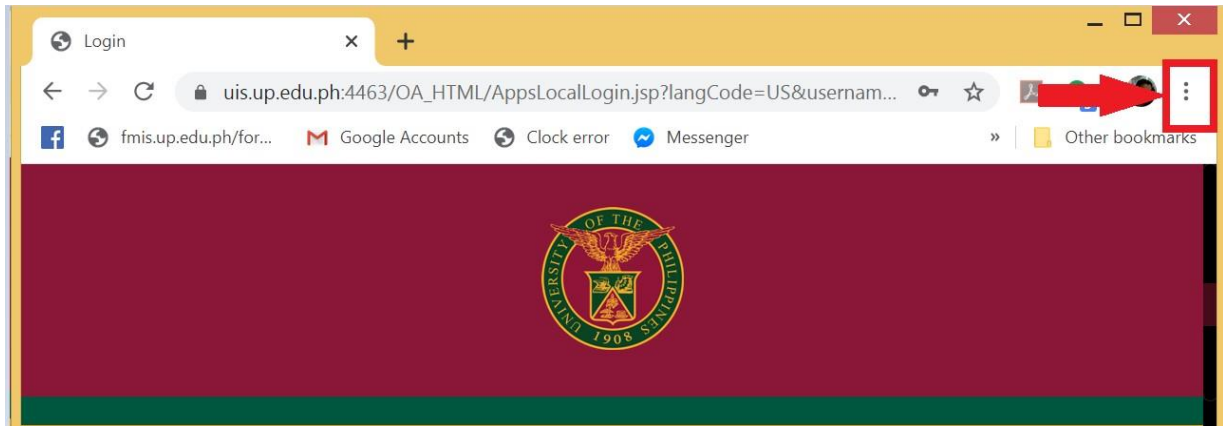 Login
uis.up.edu.ph:4463/OA_HTML/AppsLocalLogin.jsp?langCode=US&usernam...
fmis.up.edu.ph/for... Google Accounts Clock error Messenger » Other bookmarks
UNIVERSITY OF THE PHILIPPINES
1908